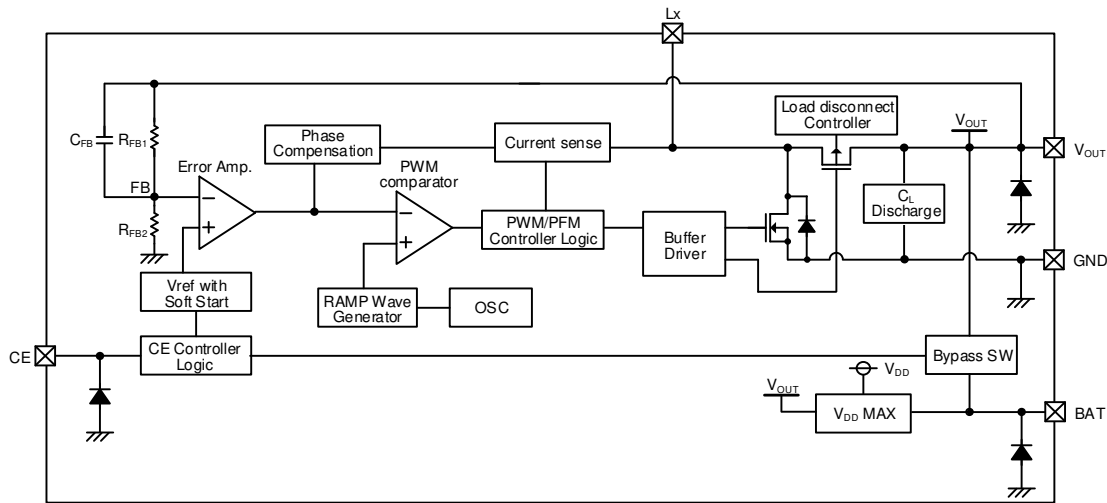 Lx
Load disconnect
Controller
VOUT
Phase
Compensation
Current sense
CFB
RFB1
Error Amp.
PWM
comparator
VOUT
FB
CL
Discharge
RFB2
PWM/PFM
Controller Logic
Buffer
Driver
GND
Vref with
Soft Start
RAMP Wave
Generator
OSC
CE
CE Controller
Logic
Bypass SW
VDD
VOUT
VDD MAX
BAT